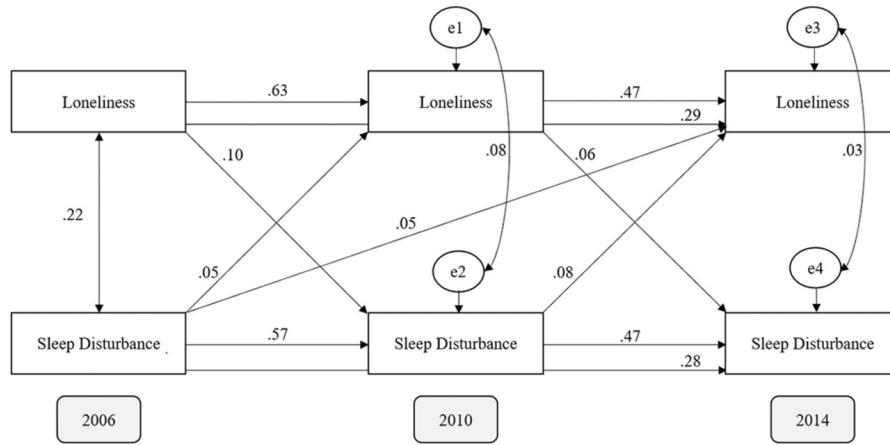 e1
e3
Loneliness
Loneliness
Loneliness
.63
.47
.29
.10
.08
.06
.03
.22
.05
.05
.08
e2
e4
Sleep Disturbance
Sleep Disturbance
Sleep Disturbance
.57
.47
.28
2006
2010
2014